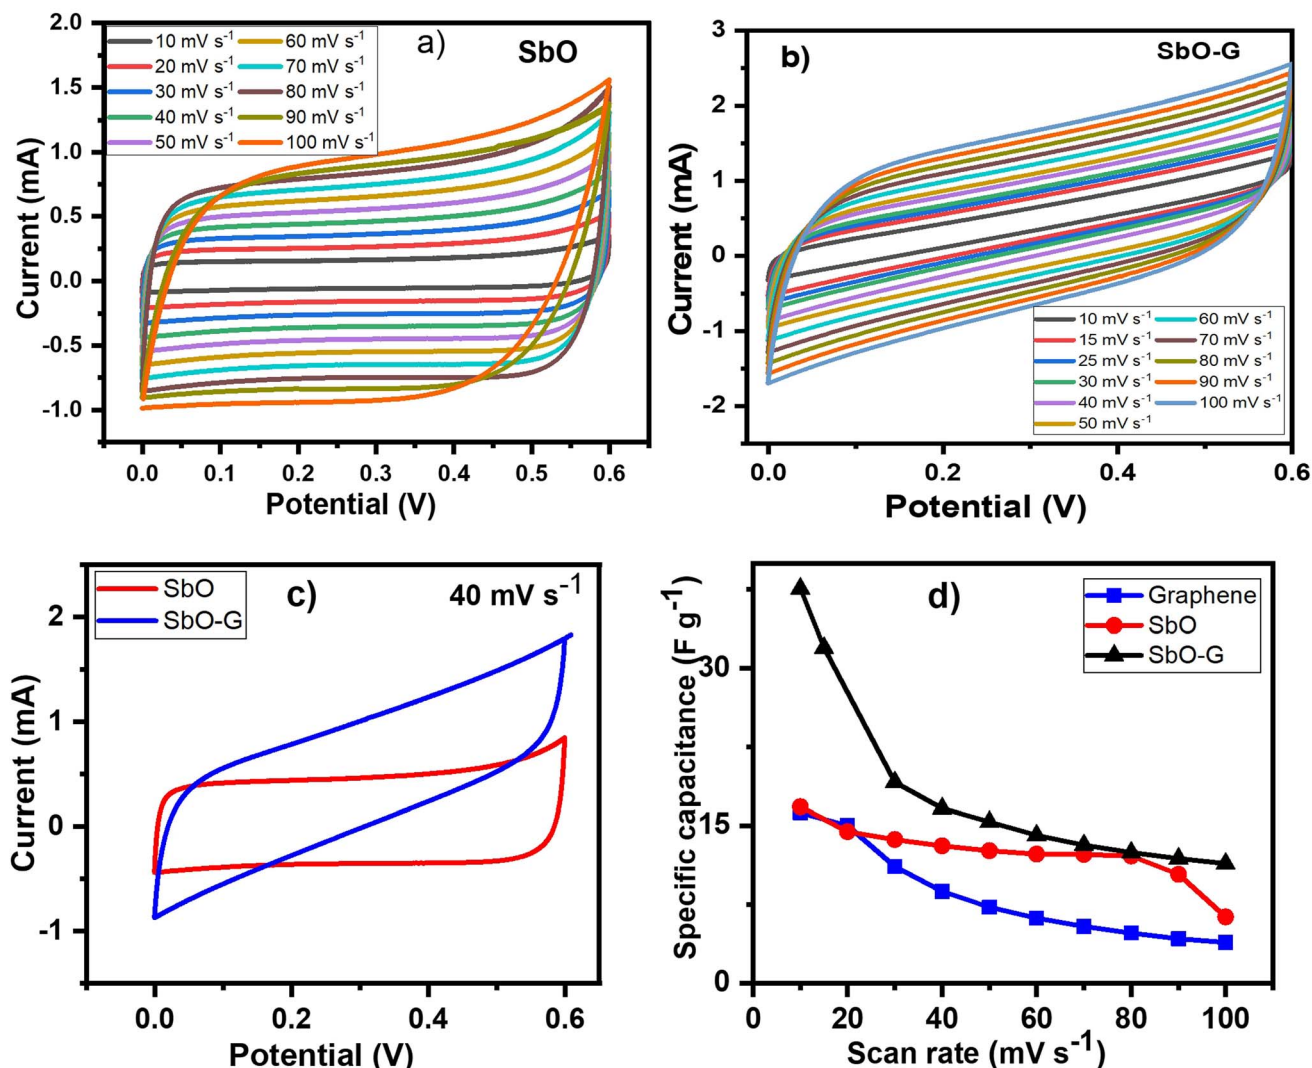 a)
SbO
10 mV s⁻¹ 60 mV s⁻¹
20 mV s⁻¹ 70 mV s⁻¹
30 mV s⁻¹ 80 mV s⁻¹
40 mV s⁻¹ 90 mV s⁻¹
50 mV s⁻¹ 100 mV s⁻¹
Current (mA)
2.0
1.5
1.0
0.5
0.0
-0.5
-1.0
0.0 0.1 0.2 0.3 0.4 0.5 0.6
Potential (V)
b)
SbO-G
Current (mA)
3
2
1
0
-1
-2
10 mV s⁻¹ 60 mV s⁻¹
15 mV s⁻¹ 70 mV s⁻¹
25 mV s⁻¹ 80 mV s⁻¹
30 mV s⁻¹ 90 mV s⁻¹
40 mV s⁻¹ 100 mV s⁻¹
50 mV s⁻¹
0.0 0.2 0.4 0.6
Potential (V)
SbO
SbO-G
c)
40 mV s⁻¹
Current (mA)
2
1
0
-1
0.0 0.2 0.4 0.6
Potential (V)
d)
Graphene
SbO
SbO-G
Specific capacitance (F g⁻¹)
30
15
0
0 20 40 60 80 100
Scan rate (mV s⁻¹)